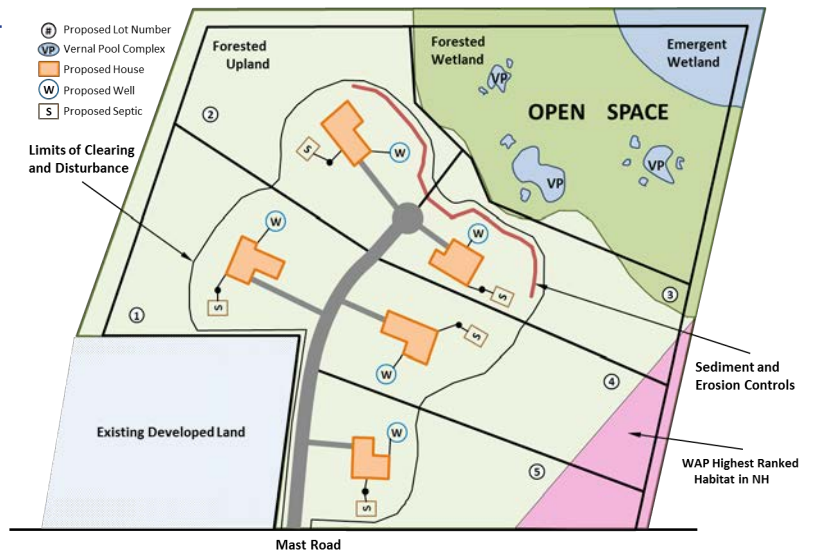 # Proposed Lot Number
VP Vernal Pool Complex
Proposed House
W Proposed Well
S Proposed Septic
Forested
Upland
Forested
Wetland
Emergent
Wetland
VP
OPEN SPACE
2
Limits of Clearing
and Disturbance
S
W
VP
VP
W
W
3
1
S
S
S
W
4
Sediment and
Erosion Controls
Existing Developed Land
W
5
WAP Highest Ranked
Habitat in NH
S
Mast Road